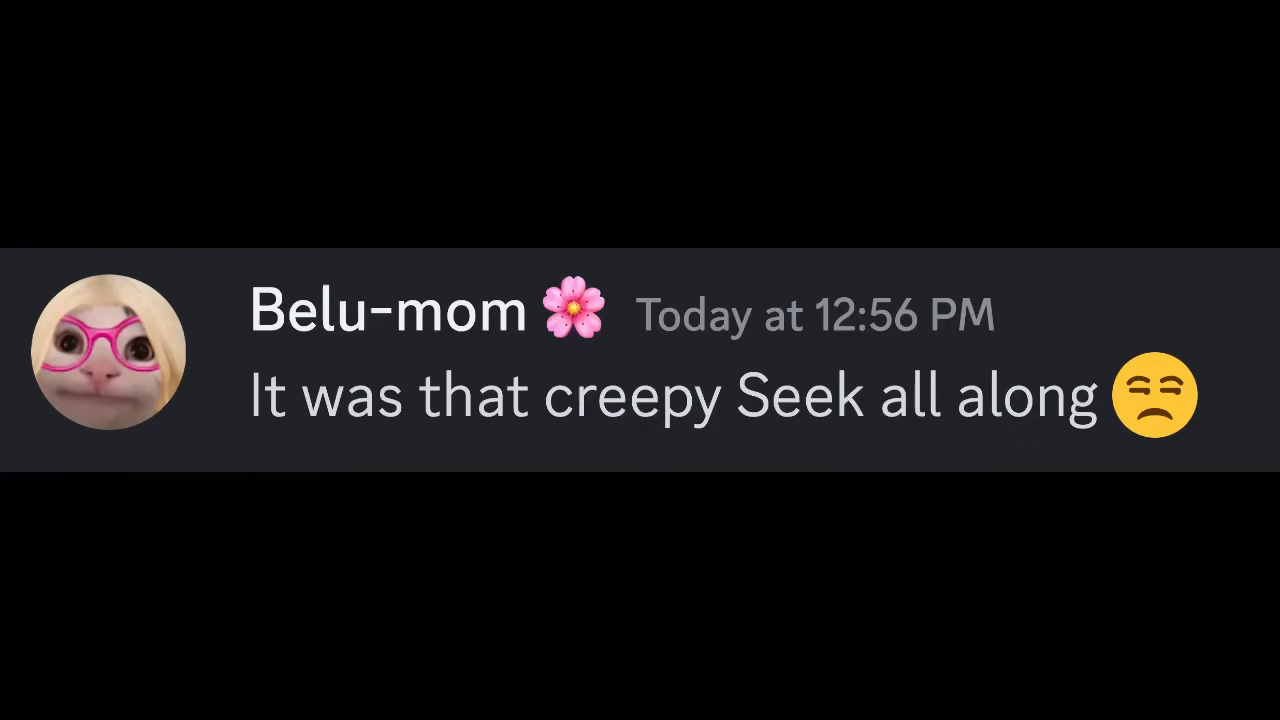 Belu-mom🌸 Today at 12:56 PM
It was that creepy Seek all along😒